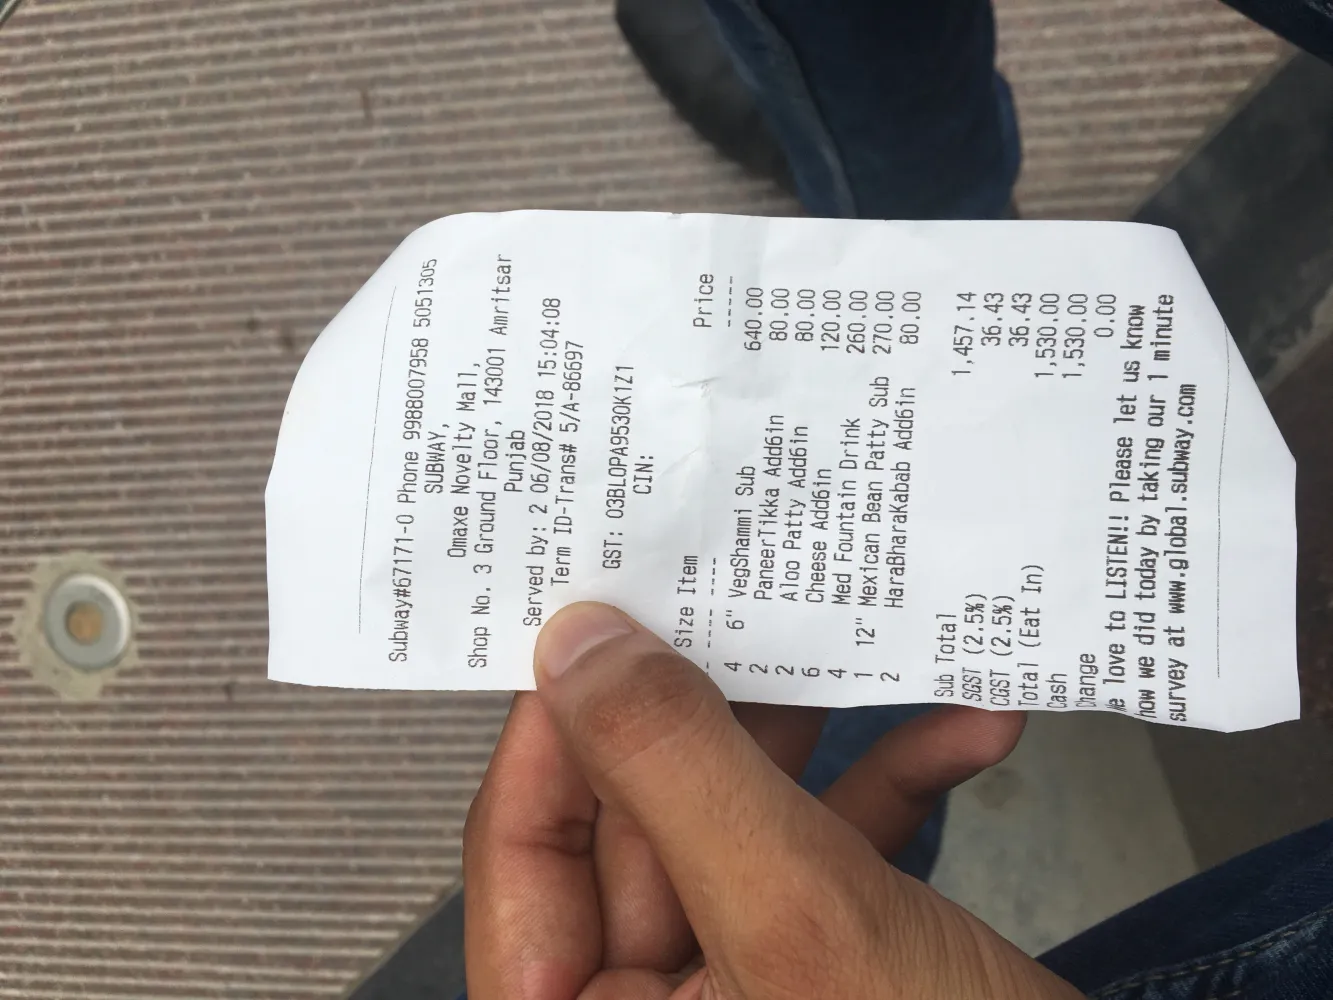 Subway#67171-0 Phone 9988007958 5051305
SUBWAY,
Omaxe Novelty Mall,
Shop No. 3 Ground Floor, 143001 Amritsar
Punjab
Served by: 2 06/08/2018 15:04:08
Term ID-Trans# 5/A-86697
GST: 03BLOPA9530K1Z1
CIN:
Size Item Price
-- ---- ---- -----
4 6" VegShammi Sub 640.00
2 PaneerTikka Add6in 80.00
2 Aloo Patty Add6in 80.00
6 Cheese Add6in 120.00
4 Med Fountain Drink 260.00
1 12" Mexican Bean Patty Sub 270.00
2 HaraBharaKabab Add6in 80.00
Sub Total 1,457.14
SGST (2.5%) 36.43
CGST (2.5%) 36.43
Total (Eat In) 1,530.00
Cash 1,530.00
Change 0.00
love to LISTEN!! Please let us know
how we did today by taking our 1 minute
survey at www.global.subway.com